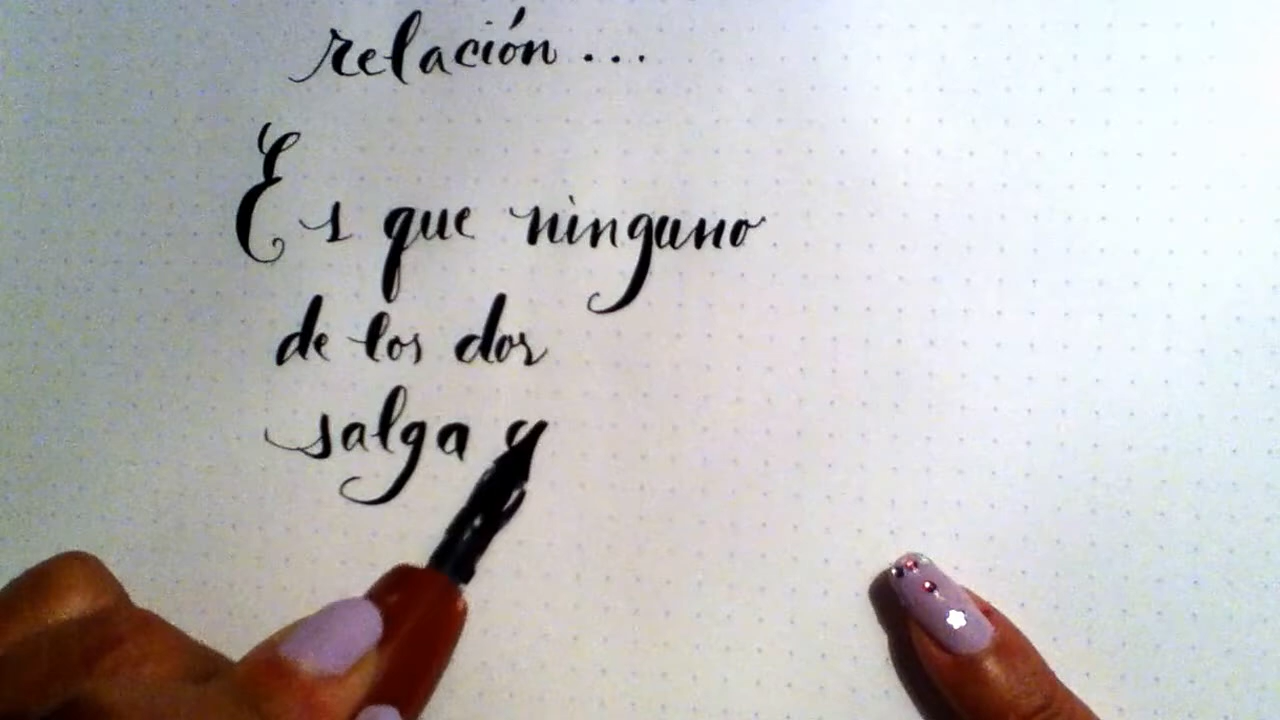 relación...
Es que ninguno
de los dos
salga